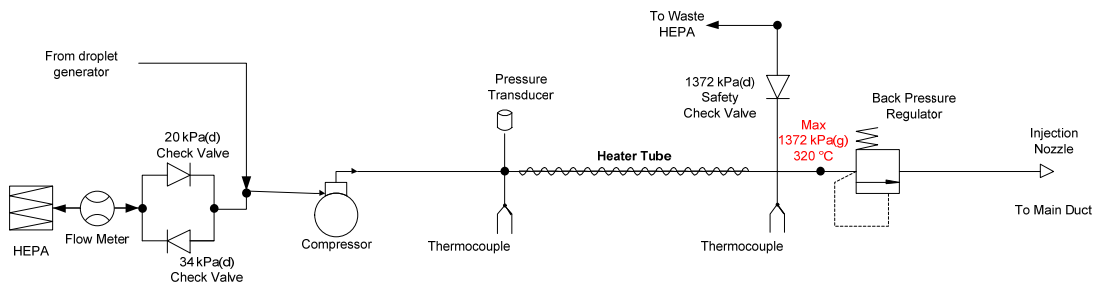 To Waste
HEPA
From droplet
generator
Pressure
Transducer
1372 kPa(d)
Safety
Check Valve
Back Pressure
Regulator
Max
1372 kPa(g)
320 °C
Injection
Nozzle
20 kPa(d)
Check Valve
Heater Tube
HEPA
Flow Meter
Compressor
Thermocouple
Thermocouple
To Main Duct
34 kPa(d)
Check Valve